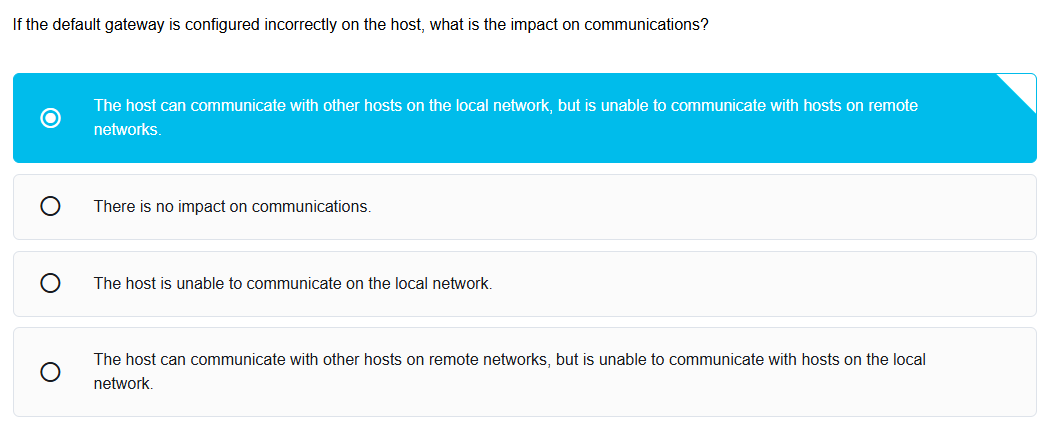 If the default gateway is configured incorrectly on the host, what is the impact on communications?
The host can communicate with other hosts on the local network, but is unable to communicate with hosts on remote
networks.
There is no impact on communications.
The host is unable to communicate on the local network.
The host can communicate with other hosts on remote networks, but is unable to communicate with hosts on the local
network.